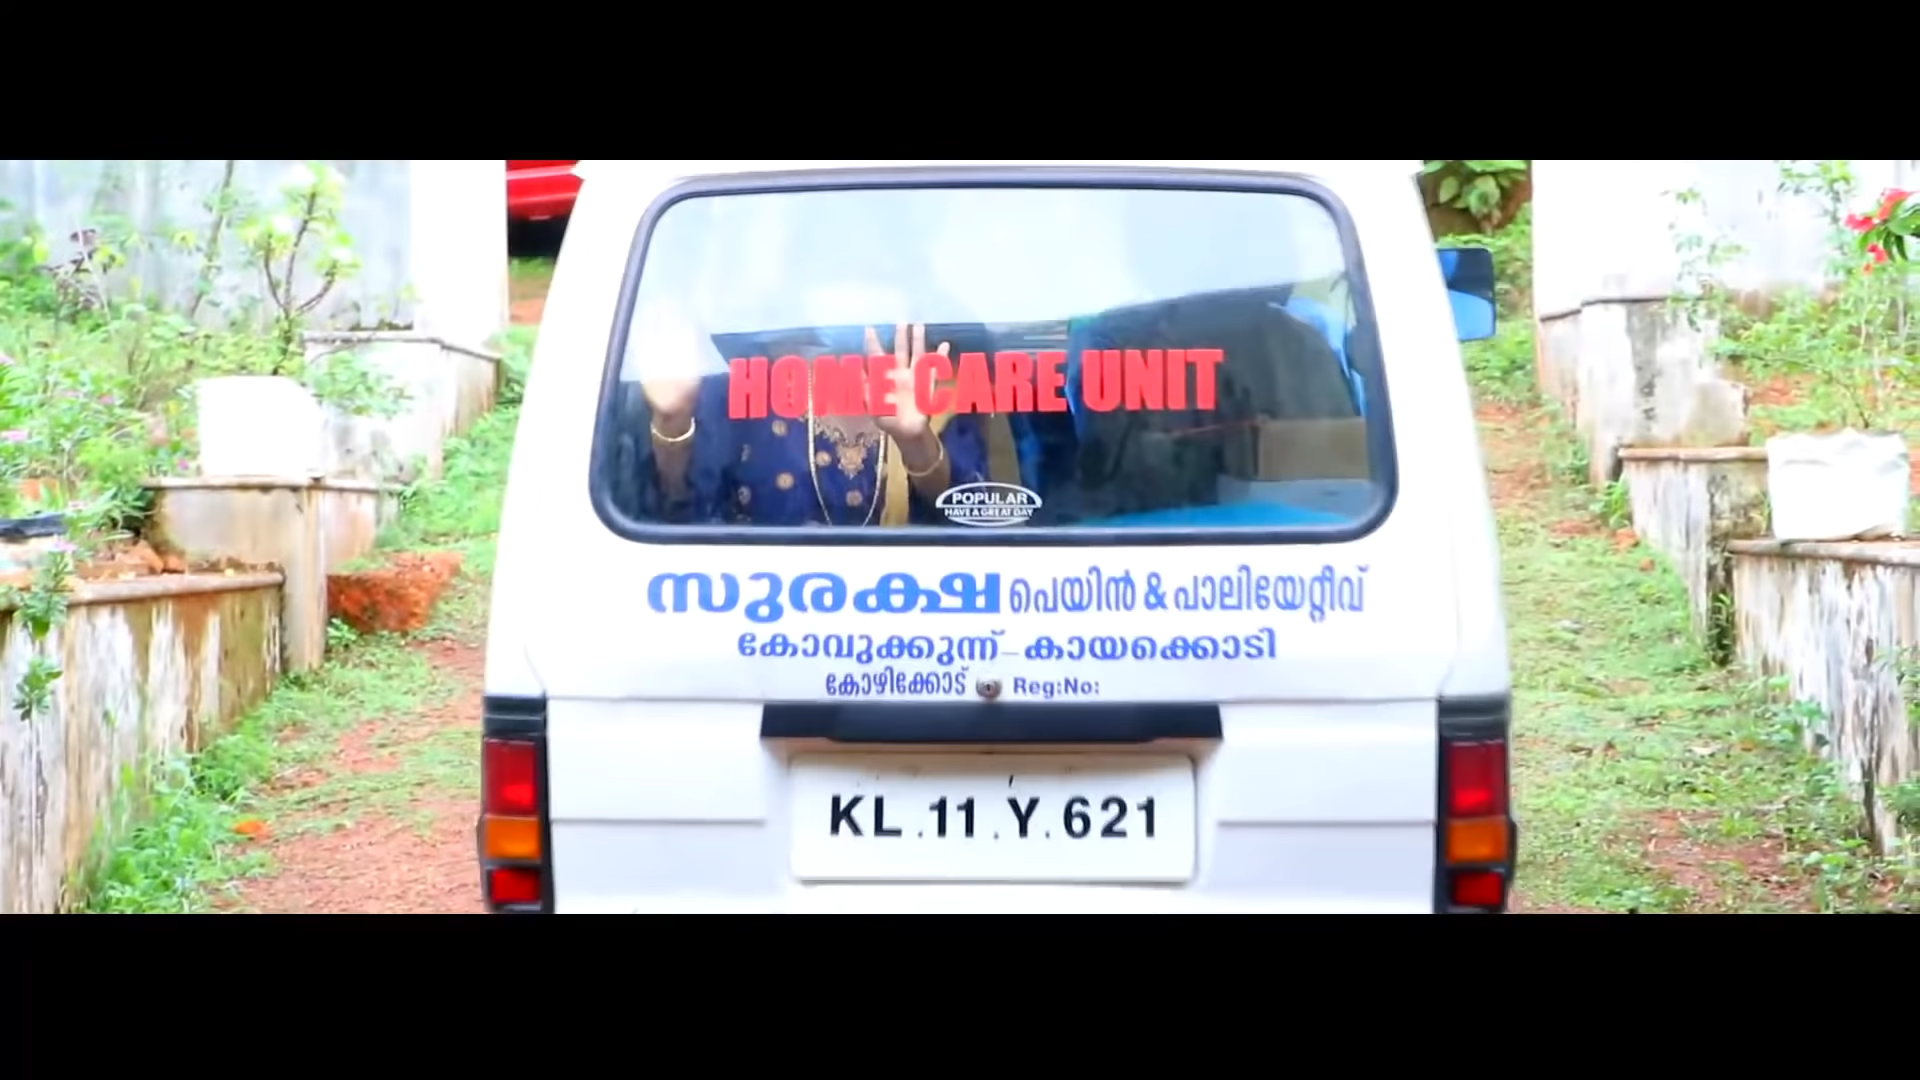 HOME CARE UNIT
POPULAR
HAVE A GREAT DAY
സുരക്ഷ പെയിൻ & പാലിയേറ്റീവ്
കോവുക്കുന്ന് - കായക്കൊടി
കോഴിക്കോട് Reg:No:
KL.11.Y.621